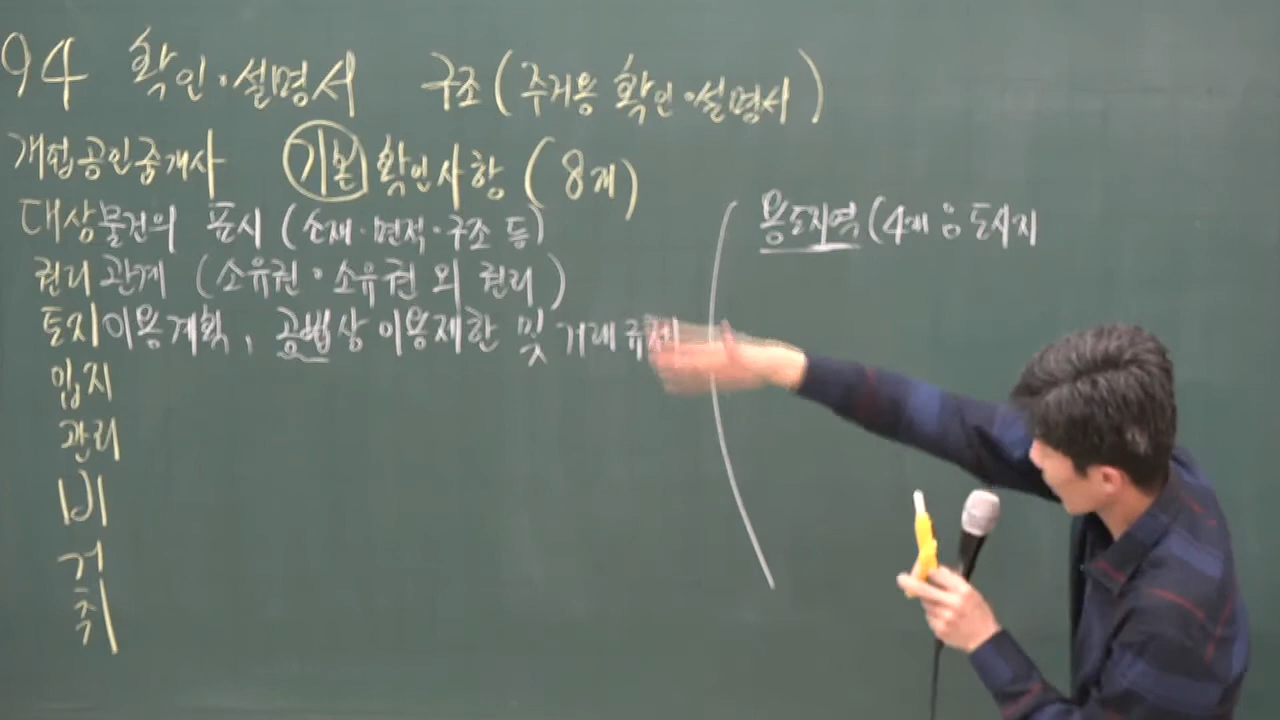 94 확인·설명서 구조(주거용 확인·설명서)
개업공인중개사 기본 확인사항(8개)
대상물건의 표시(소재·면적·구조 등)
권리관계(소유권·소유권 외 권리)
토지이용계획, 공법상 이용제한 및 거래규제
입지
관리
비
거
취
용도지역(4개 도시지